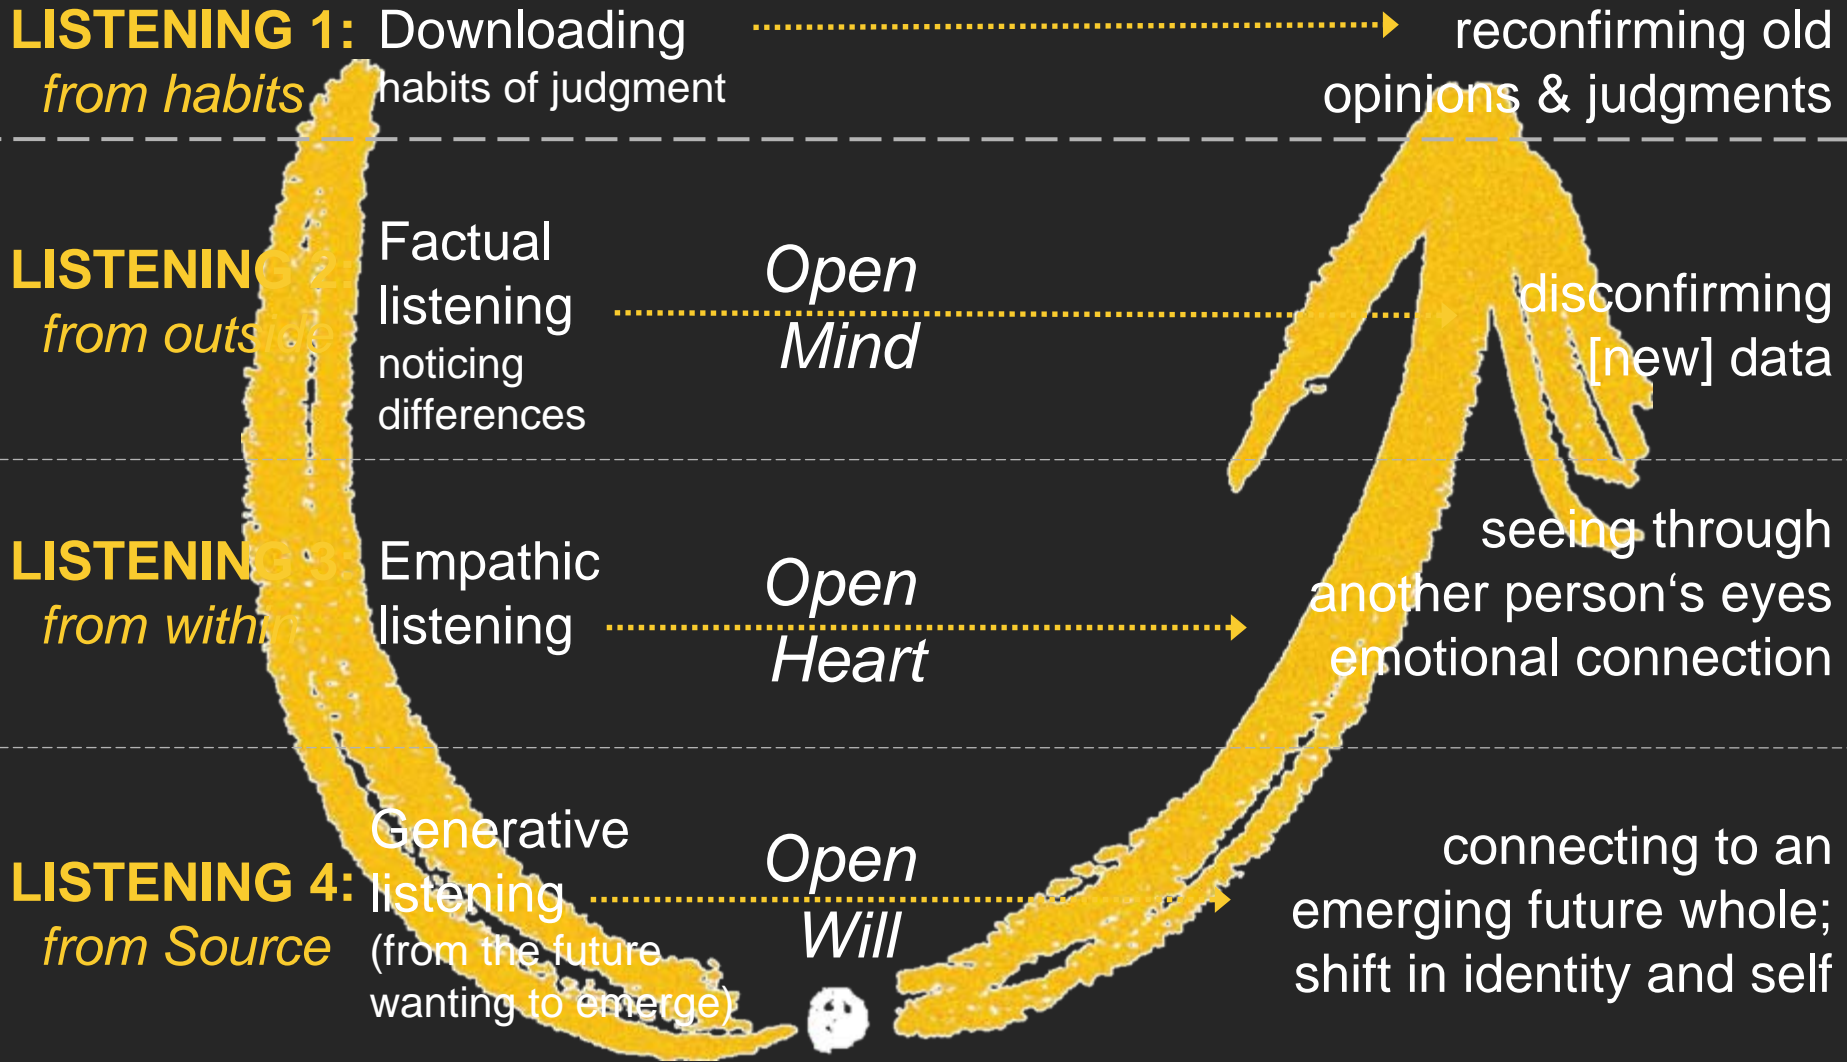 LISTENING 1: Downloading reconfirming old
from habits habits of judgment opinions & judgments
LISTENING 2:
from outside
Factual
listening
noticing
differences
Open
Mind
disconfirming
[new] data
LISTENING 3:
from within
Empathic
listening
Open
Heart
seeing through
another person‘s eyes
emotional connection
LISTENING 4:
from Source
Generative
listening
(from the future
wanting to emerge)
Open
Will
connecting to an
emerging future whole;
shift in identity and self